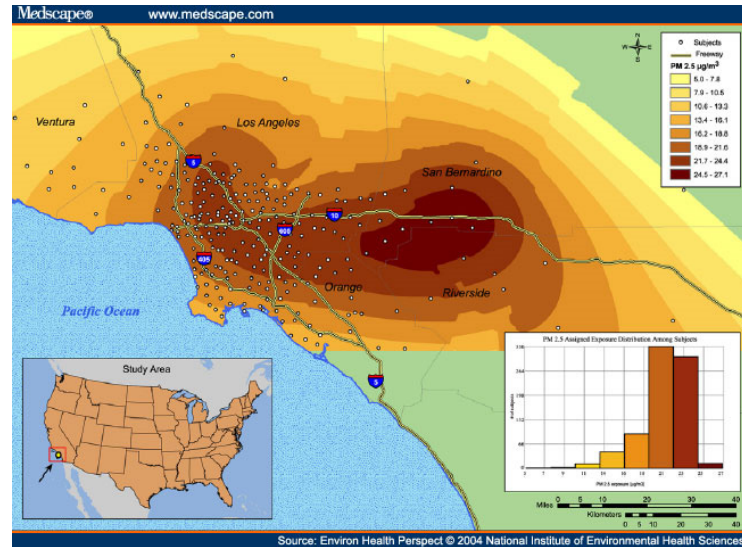 Medscape® www.medscape.com
N
W E
S
Subjects
Freeway
PM 2.5 µg/m³
5.0 - 7.8
7.9 - 10.5
10.6 - 13.3
13.4 - 16.1
16.2 - 18.8
18.9 - 21.6
21.7 - 24.4
24.5 - 27.1
Ventura
Los Angeles
5
San Bernardino
10
405
Orange
Riverside
Pacific Ocean
5
Study Area
PM 2.5 Assigned Exposure Distribution Among Subjects
PM 2.5 exposure (µg/m³)
Miles 0 5 10 20 30 40
Kilometers 0 5 10 20 30 40
Source: Environ Health Perspect © 2004 National Institute of Environmental Health Sciences